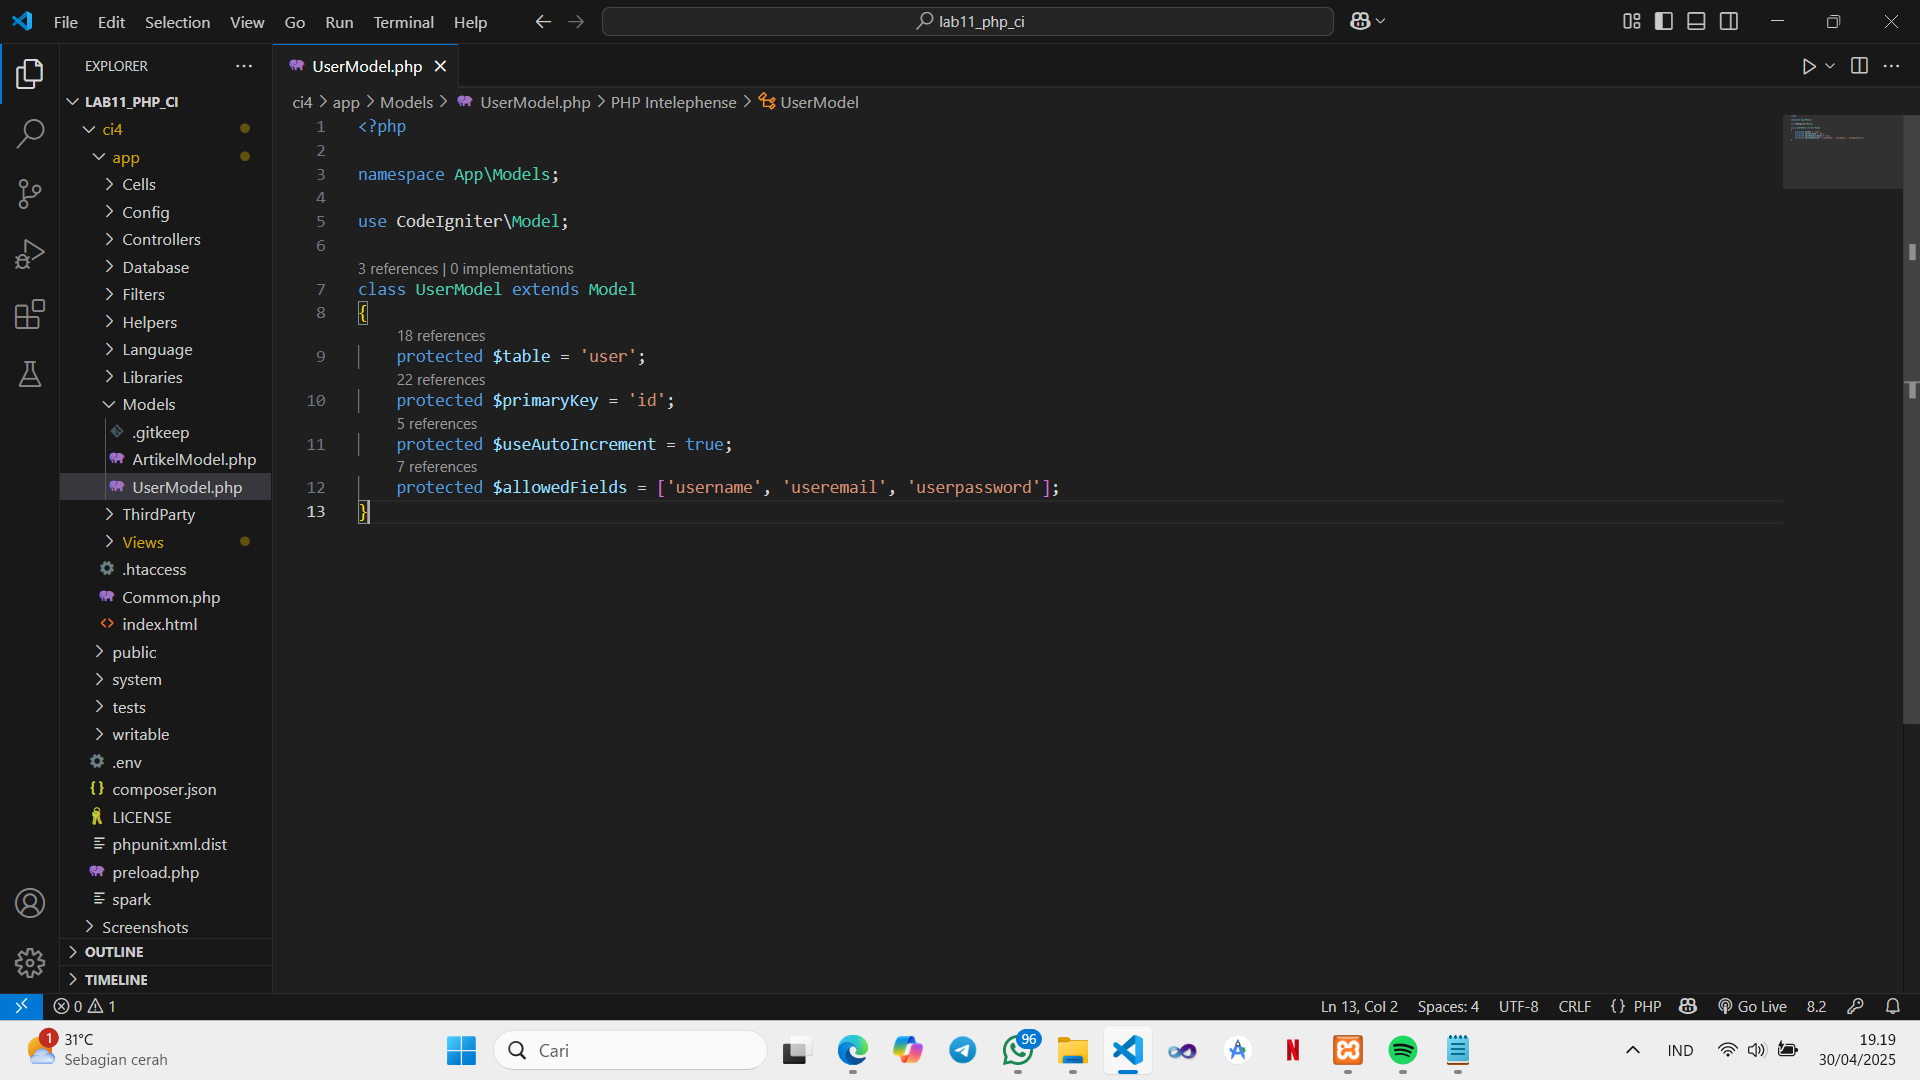 File Edit Selection View Go Run Terminal Help
lab11_php_ci
EXPLORER
LAB11_PHP_CI
ci4
app
Cells
Config
Controllers
Database
Filters
Helpers
Language
Libraries
Models
.gitkeep
ArtikelModel.php
UserModel.php
ThirdParty
Views
.htaccess
Common.php
index.html
public
system
tests
writable
.env
composer.json
LICENSE
phpunit.xml.dist
preload.php
spark
Screenshots
OUTLINE
TIMELINE
UserModel.php
ci4 > app > Models > UserModel.php > PHP Intelephense > UserModel
1 <?php
2
3 namespace App\Models;
4
5 use CodeIgniter\Model;
6
3 references | 0 implementations
7 class UserModel extends Model
8 {
18 references
9 protected $table = 'user';
22 references
10 protected $primaryKey = 'id';
5 references
11 protected $useAutoIncrement = true;
7 references
12 protected $allowedFields = ['username', 'useremail', 'userpassword'];
13 }
0 1
Ln 13, Col 2 Spaces: 4 UTF-8 CRLF {} PHP Go Live 8.2
1
31°C
Sebagian cerah
Cari
96
IND
19.19
30/04/2025